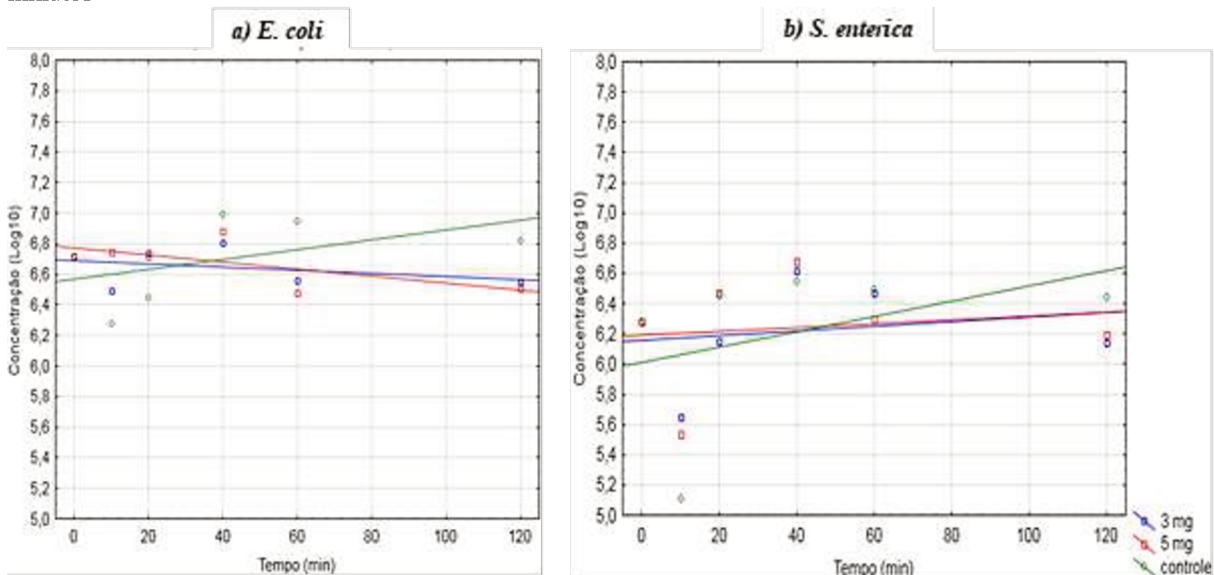 a) E. coli
b) S. enterica
8,0
7,8
7,6
7,4
7,2
7,0
6,8
6,6
6,4
6,2
6,0
5,8
5,6
5,4
5,2
5,0
Concentração (Log10)
0 20 40 60 80 100 120
Tempo (min)
8,0
7,8
7,6
7,4
7,2
7,0
6,8
6,6
6,4
6,2
6,0
5,8
5,6
5,4
5,2
5,0
Concentração (Log10)
0 20 40 60 80 100 120
Tempo (min)
3 mg
5 mg
controle